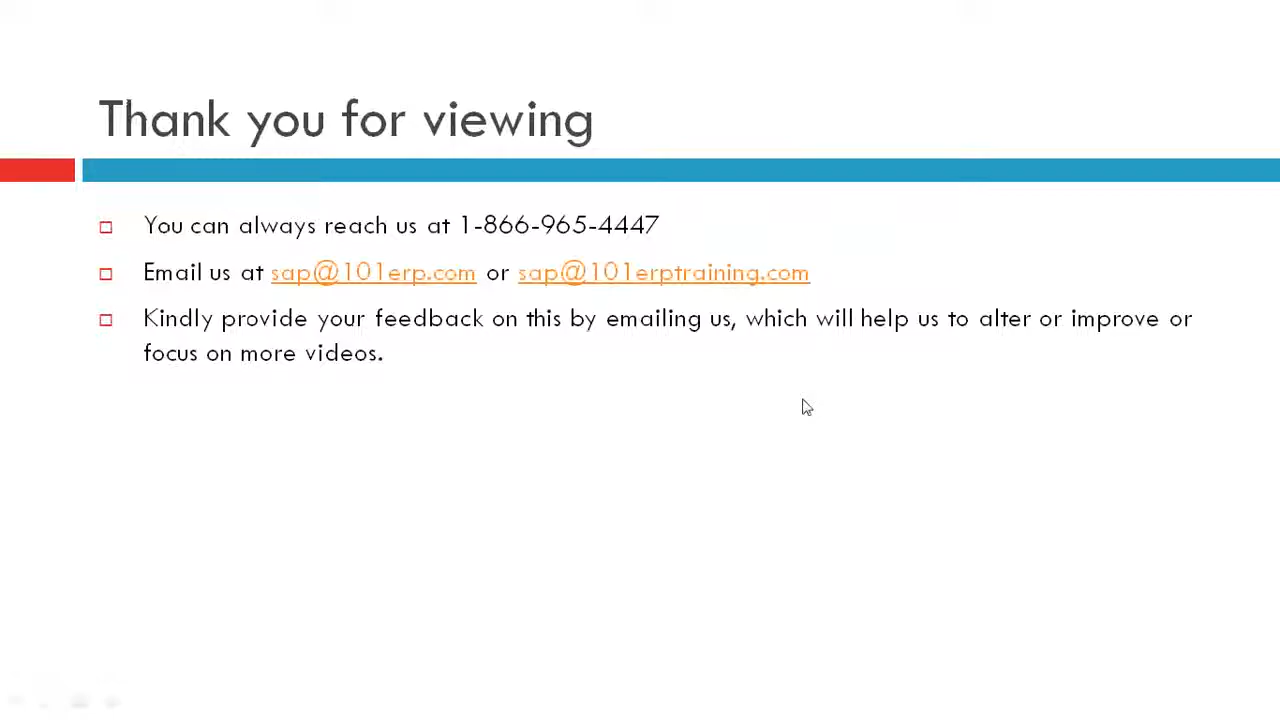 Thank you for viewing
You can always reach us at 1-866-965-4447
Email us at sap@101erp.com or sap@101erptraining.com
Kindly provide your feedback on this by emailing us, which will help us to alter or improve or
focus on more videos.